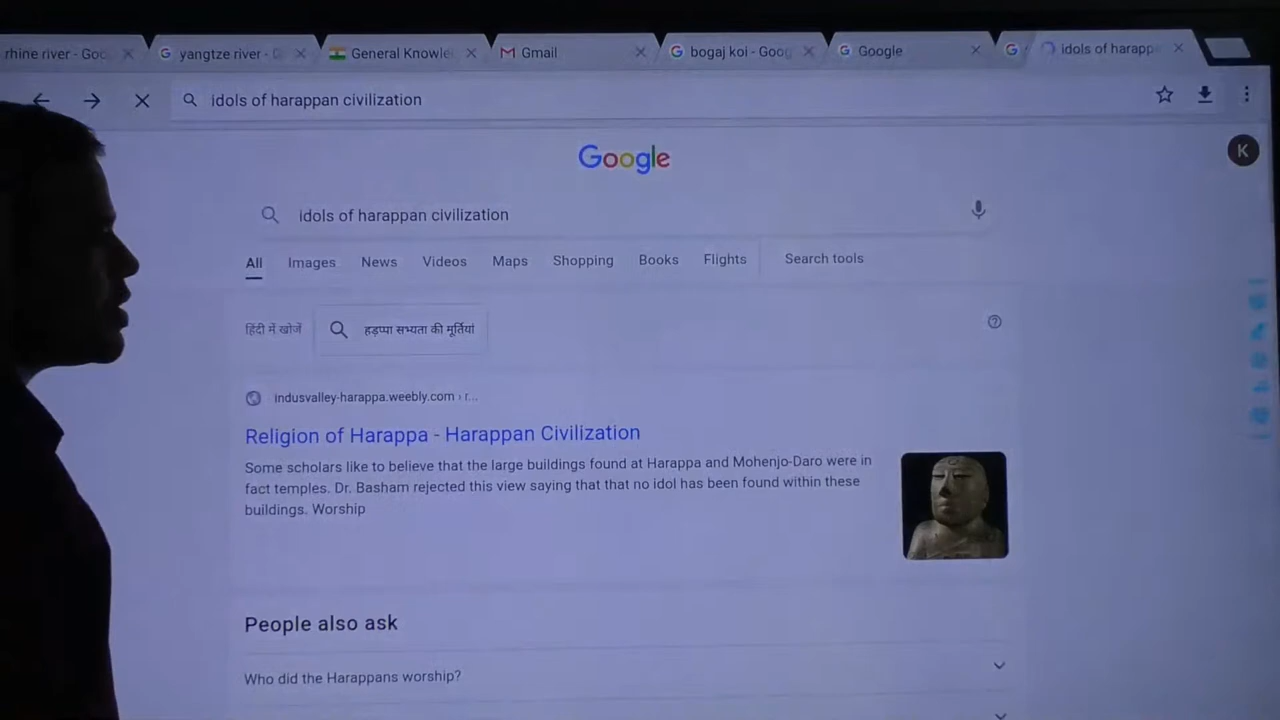 rhine river - Goo
yangtze river - G
General Knowle
Gmail
bogaj koi - Goog
Google
idols of harapp
idols of harappan civilization
K
Google
idols of harappan civilization
All Images News Videos Maps Shopping Books Flights Search tools
हिंदी में खोजें हड़प्पा सभ्यता की मूर्तियां
indusvalley-harappa.weebly.com › r...
Religion of Harappa - Harappan Civilization
Some scholars like to believe that the large buildings found at Harappa and Mohenjo-Daro were in
fact temples. Dr. Basham rejected this view saying that that no idol has been found within these
buildings. Worship
People also ask
Who did the Harappans worship?